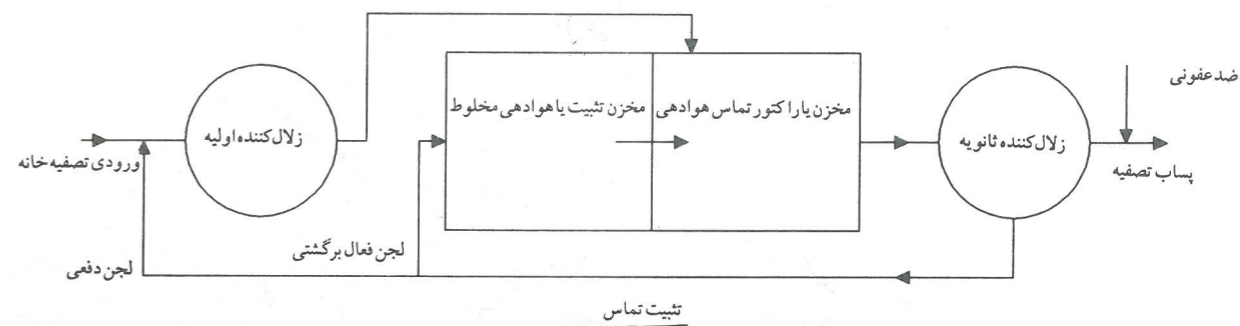 ضدعفونی
زلال‌کننده اولیه
مخزن تثبیت یا هوادهی مخلوط
مخزن یا راکتور تماس هوادهی
زلال‌کننده ثانویه
ورودی تصفیه خانه
پساب تصفیه
لجن فعال برگشتی
لجن دفعی
تثبیت تماس